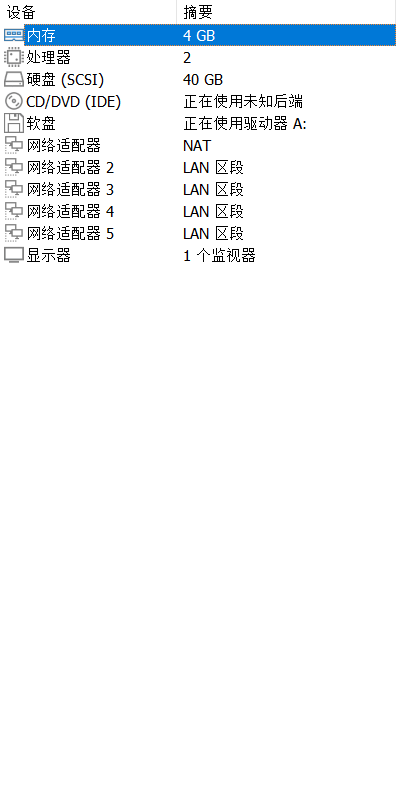 设备 摘要
内存 4 GB
处理器 2
硬盘 (SCSI) 40 GB
CD/DVD (IDE) 正在使用未知后端
软盘 正在使用驱动器 A:
网络适配器 NAT
网络适配器 2 LAN 区段
网络适配器 3 LAN 区段
网络适配器 4 LAN 区段
网络适配器 5 LAN 区段
显示器 1 个监视器